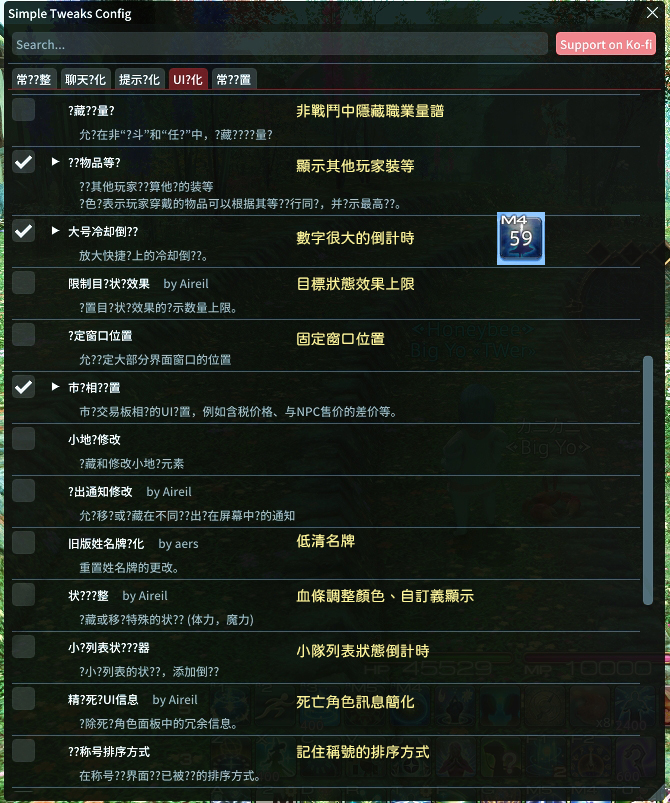 Simple Tweaks Config
Search...
Support on Ko-fi
常??整 聊天?化 提示?化 UI?化 常??置
?藏??量? 非戰鬥中隱藏職業量譜
允?在非“?斗”和“任?”中，?藏????量?
??物品等? 顯示其他玩家裝等
??其他玩家??算他?的装等
?色?表示玩家穿戴的物品可以根据其等??行同?，并?示最高??。
大号冷却倒?? 數字很大的倒計時
M4
59
放大快捷?上的冷却倒??。
限制目?状?效果 by Aireil 目標狀態效果上限
?置目?状?效果的?示数量上限。
?定窗口位置 固定窗口位置
允??定大部分界面窗口的位置
市?相??置
市?交易板相?的UI?置，例如含税价格、与NPC售价的差价等。
小地?修改
?藏和修改小地?元素
?出通知修改 by Aireil
允?移?或?藏在不同??出?在屏幕中?的通知
旧版姓名牌?化 by aers 低清名牌
重置姓名牌的更改。
状???整 by Aireil 血條調整顏色、自訂義顯示
?藏或移?特殊的状?? (体力，魔力)
小?列表状???器 小隊列表狀態倒計時
?小?列表的状??，添加倒??
精?死?UI信息 by Aireil 死亡角色訊息簡化
?除死?角色面板中的冗余信息。
??称号排序方式 記住稱號的排序方式
在称号??界面??已被??的排序方式。